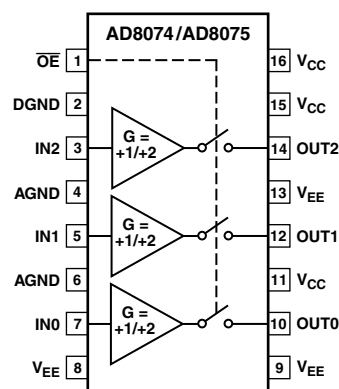 AD8074/AD8075
OE 1
16 VCC
DGND 2
15 VCC
G =
+1/+2
IN2 3
14 OUT2
AGND 4
13 VEE
G =
+1/+2
IN1 5
12 OUT1
AGND 6
11 VCC
G =
+1/+2
IN0 7
10 OUT0
VEE 8
9 VEE